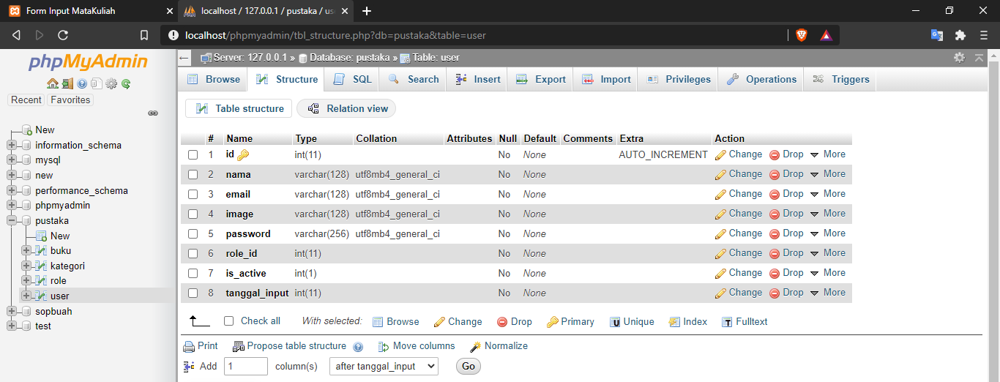 Form Input MataKuliah
localhost / 127.0.0.1 / pustaka / us
localhost/phpmyadmin/tbl_structure.php?db=pustaka&table=user
phpMyAdmin
Recent Favorites
New
information_schema
mysql
new
performance_schema
phpmyadmin
pustaka
New
buku
kategori
role
user
sopbuah
test
Server: 127.0.0.1 » Database: pustaka » Table: user
Browse Structure SQL Search Insert Export Import Privileges Operations Triggers
Table structure Relation view
# Name Type Collation Attributes Null Default Comments Extra Action
1 id int(11) No None AUTO_INCREMENT Change Drop More
2 nama varchar(128) utf8mb4_general_ci No None Change Drop More
3 email varchar(128) utf8mb4_general_ci No None Change Drop More
4 image varchar(128) utf8mb4_general_ci No None Change Drop More
5 password varchar(256) utf8mb4_general_ci No None Change Drop More
6 role_id int(11) No None Change Drop More
7 is_active int(1) No None Change Drop More
8 tanggal_input int(11) No None Change Drop More
Check all With selected: Browse Change Drop Primary Unique Index Fulltext
Print Propose table structure Move columns Normalize
Add 1 column(s) after tanggal_input Go